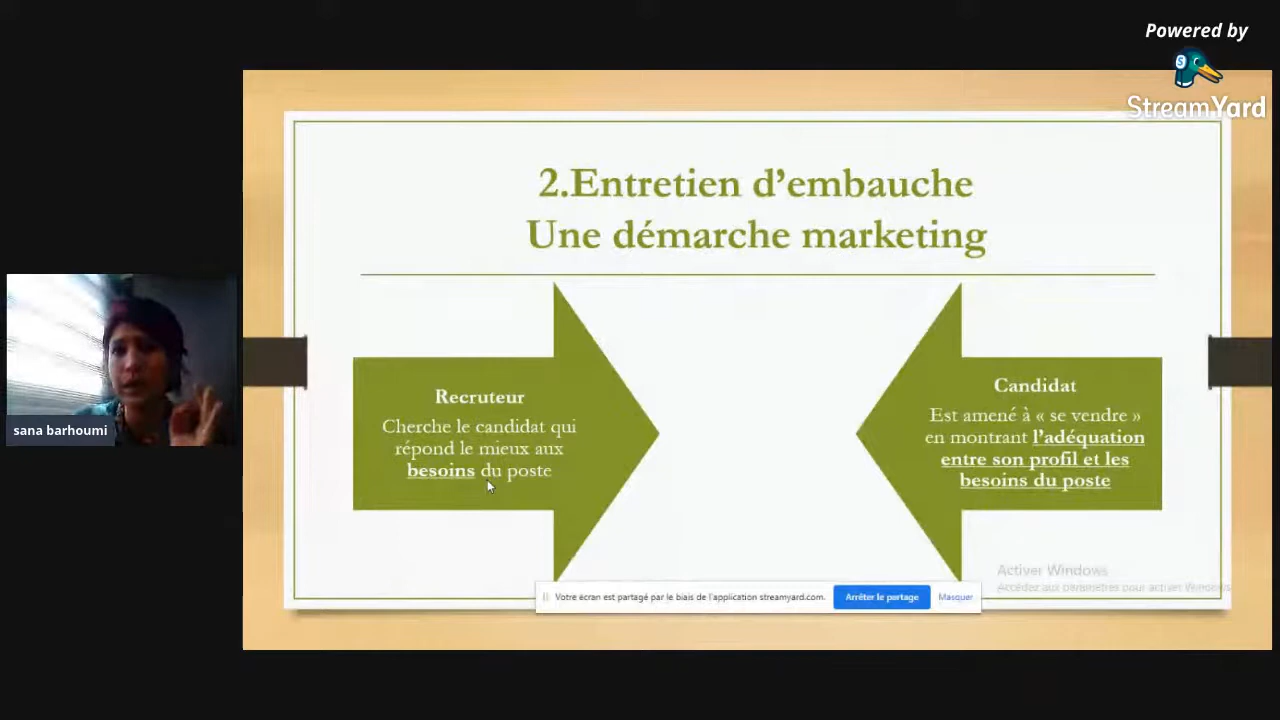 Powered by
StreamYard
2.Entretien d’embauche
Une démarche marketing
Recruteur
Cherche le candidat qui
répond le mieux aux
besoins du poste
Candidat
Est amené à « se vendre »
en montrant l’adéquation
entre son profil et les
besoins du poste
sana barhoumi
Activer Windows
Accédez aux paramètres pour activer Windows.
Votre écran est partagé par le biais de l'application streamyard.com.
Arrêter le partage
Masquer